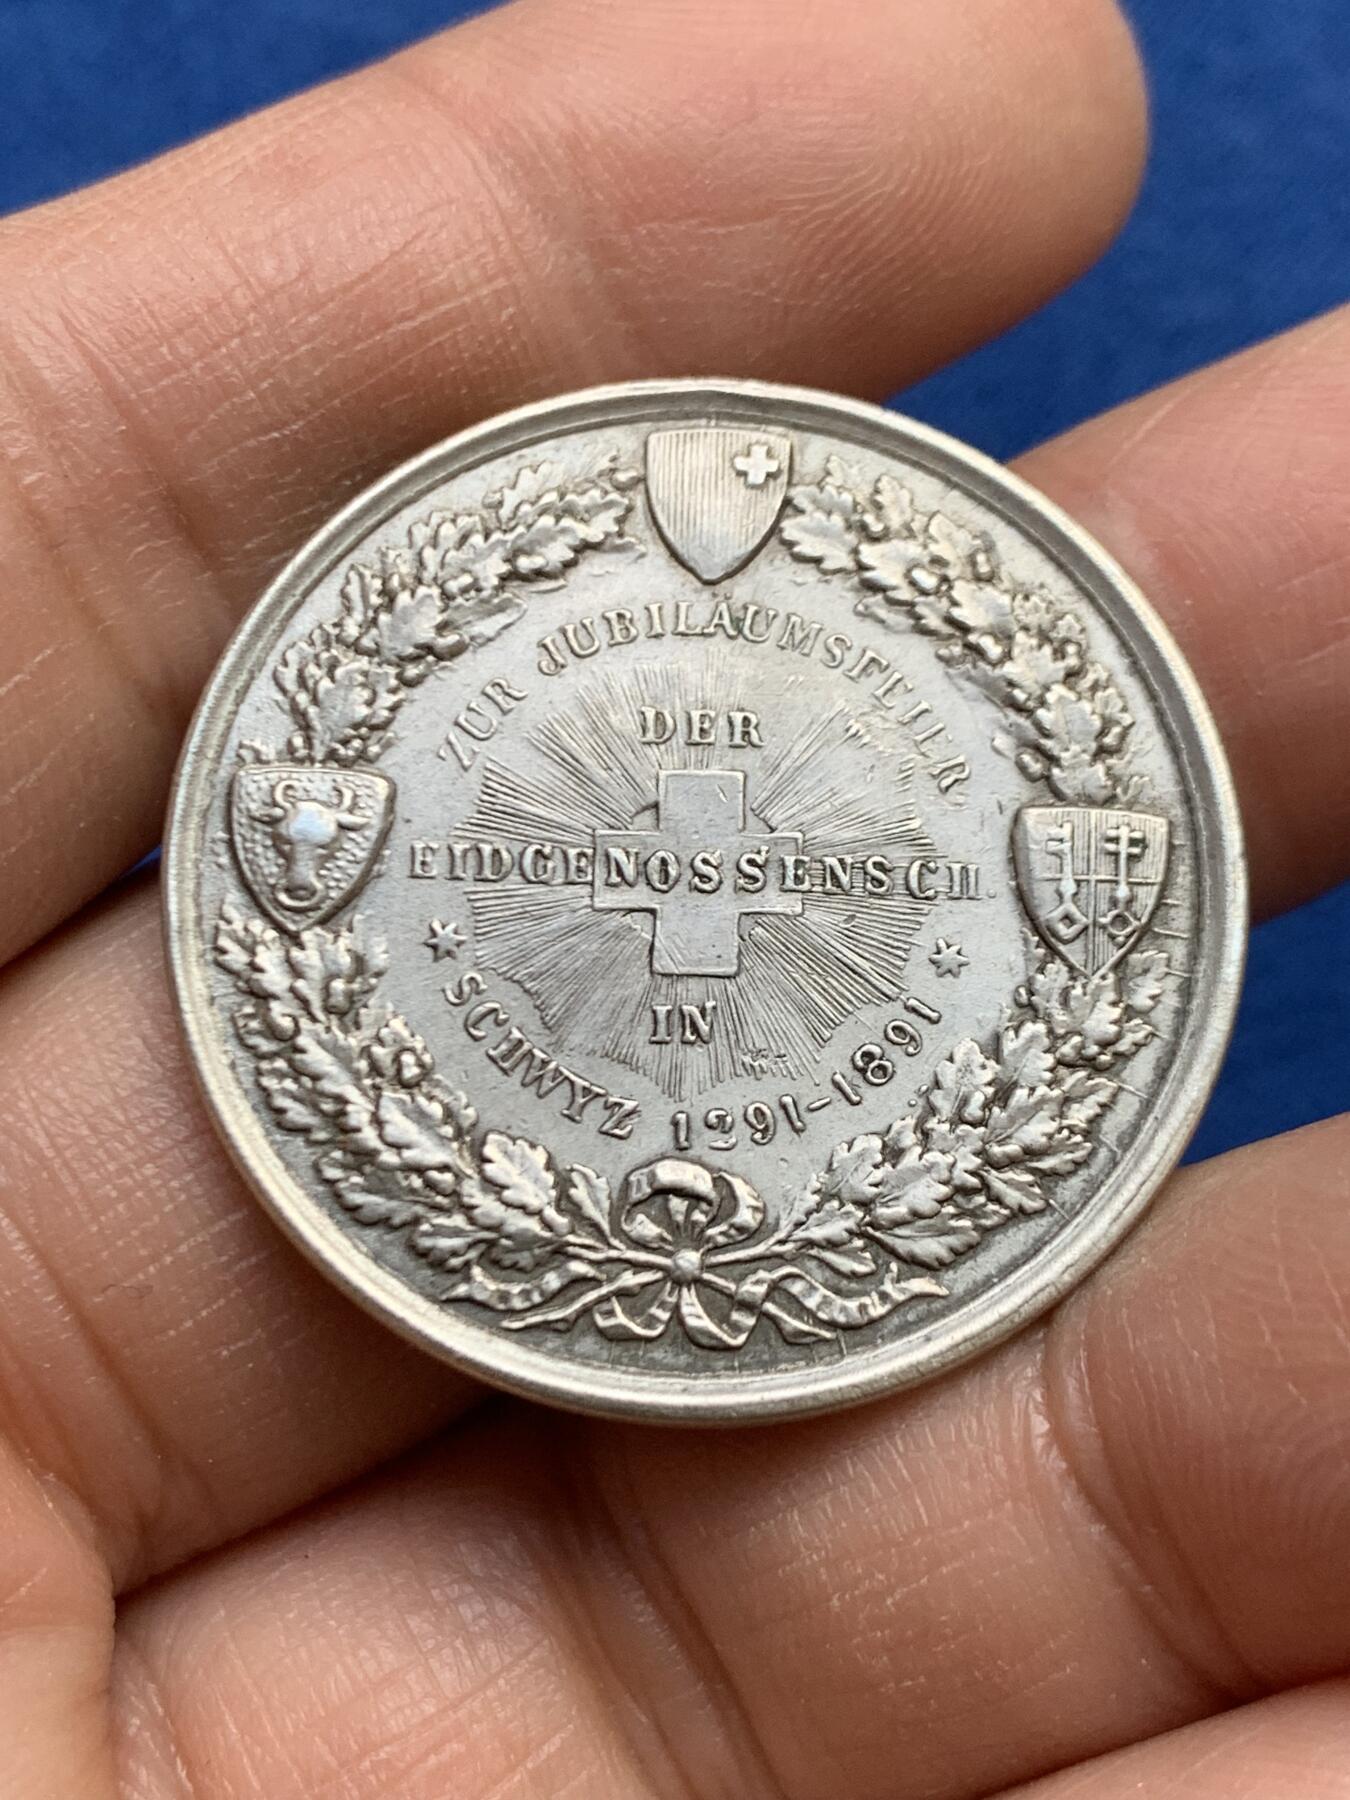 ZUR JUBILÄUMSFEIER
DER
EIDGENOSSENSCH.
IN
SCHWYZ 1291-1891